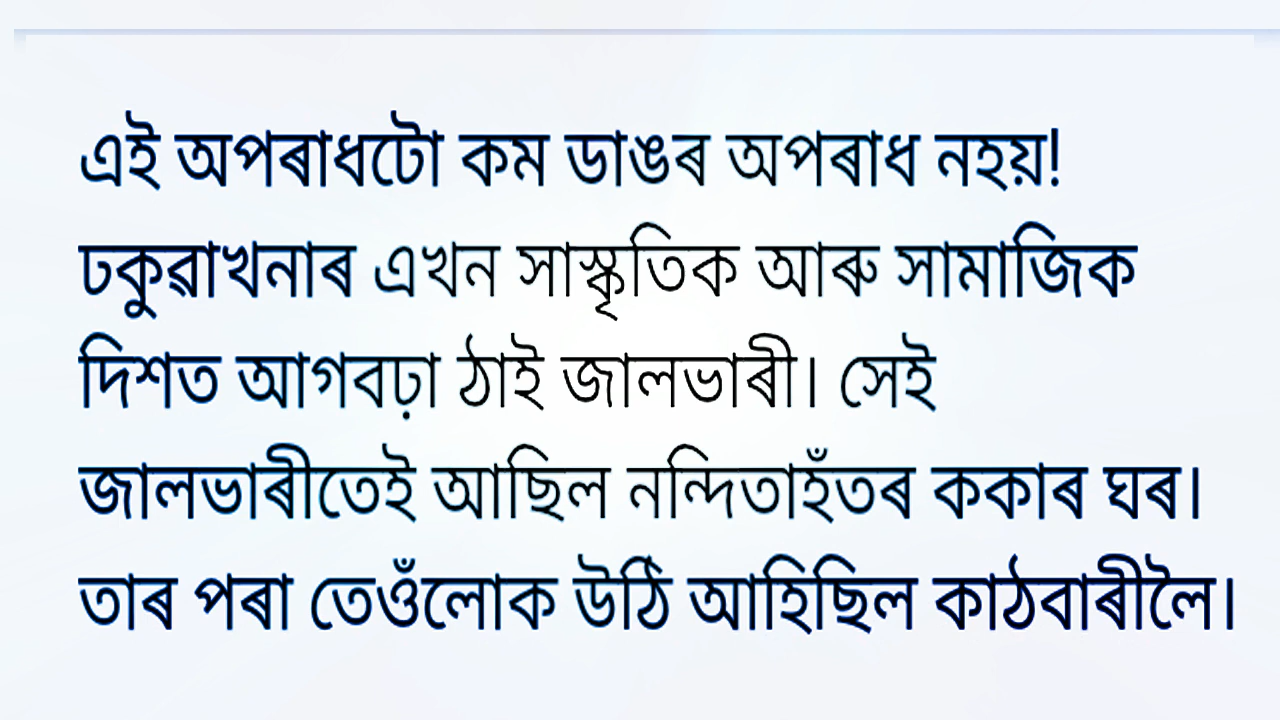 এই অপৰাধটো কম ডাঙৰ অপৰাধ নহয়!
ঢকুৱাখনাৰ এখন সাস্কৃতিক আৰু সামাজিক
দিশত আগবঢ়া ঠাই জালভাৰী। সেই
জালভাৰীতেই আছিল নন্দিতাহঁতৰ ককাৰ ঘৰ।
তাৰ পৰা তেওঁলোক উঠি আহিছিল কাঠবাৰীলৈ।